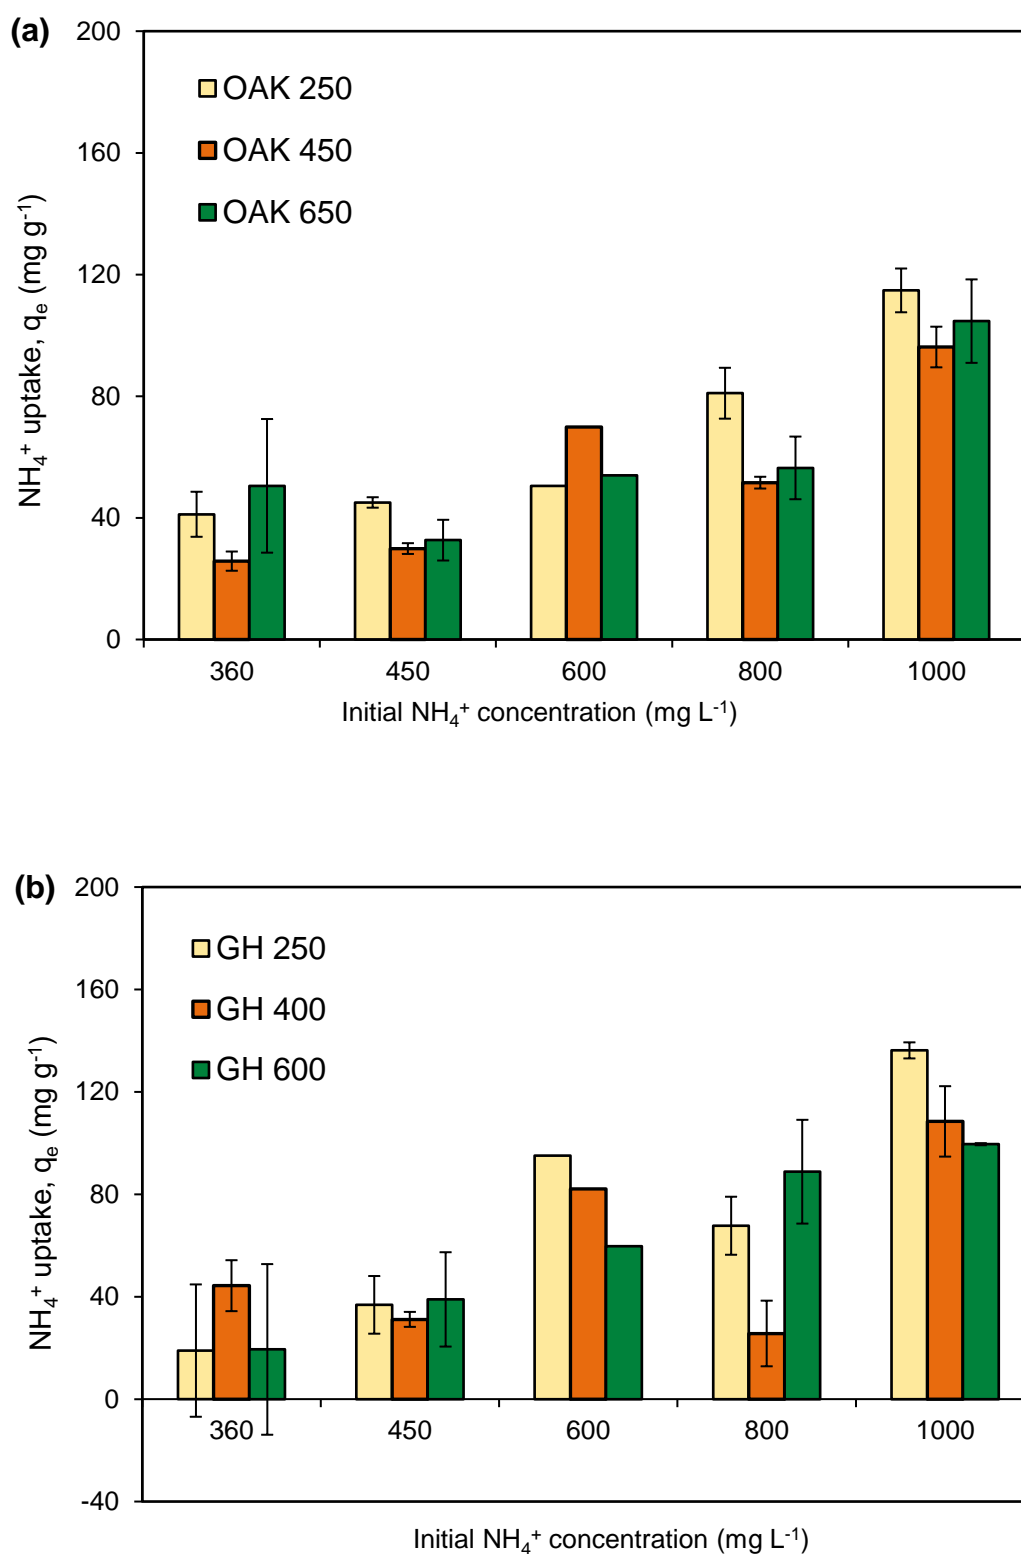 (a)
200
160
120
80
40
0
NH₄⁺ uptake, qₑ (mg g⁻¹)
OAK 250
OAK 450
OAK 650
360 450 600 800 1000
Initial NH₄⁺ concentration (mg L⁻¹)
(b)
200
160
120
80
40
0
-40
NH₄⁺ uptake, qₑ (mg g⁻¹)
GH 250
GH 400
GH 600
360 450 600 800 1000
Initial NH₄⁺ concentration (mg L⁻¹)